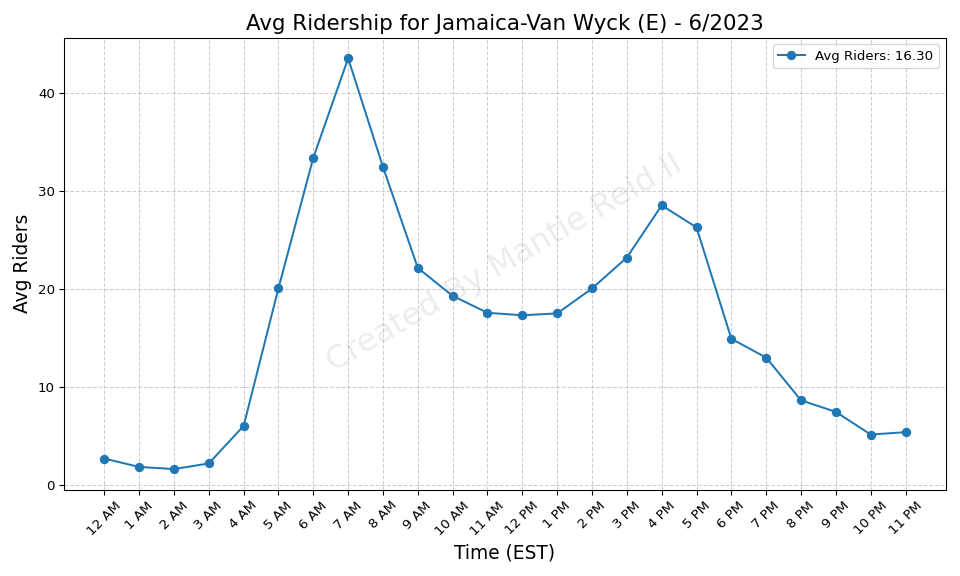 Avg Ridership for Jamaica-Van Wyck (E) - 6/2023
Avg Riders: 16.30
Avg Riders
40
30
20
10
0
Created By Mantie Reid II
12 AM
1 AM
2 AM
3 AM
4 AM
5 AM
6 AM
7 AM
8 AM
9 AM
10 AM
11 AM
12 PM
1 PM
2 PM
3 PM
4 PM
5 PM
6 PM
7 PM
8 PM
9 PM
10 PM
11 PM
Time (EST)